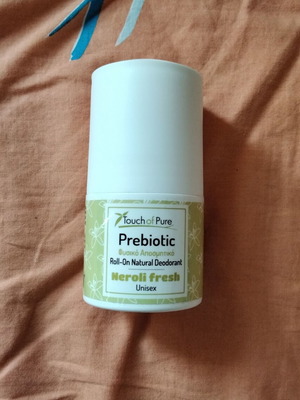 Touch of Pure
Prebiotic
Φυσικό Αποσμητικό
Roll-On Natural Deodorant
Neroli fresh
Unisex